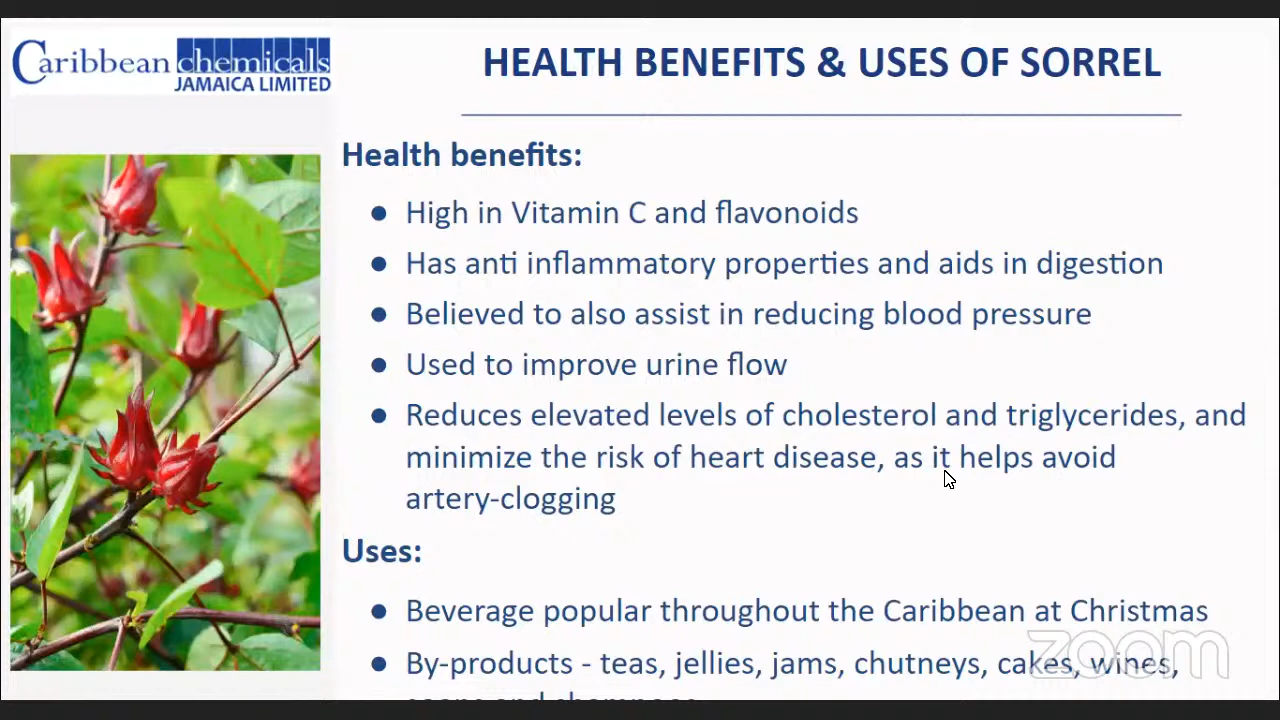 Caribbean chemicals
JAMAICA LIMITED
HEALTH BENEFITS & USES OF SORREL
Health benefits:
● High in Vitamin C and flavonoids
● Has anti inflammatory properties and aids in digestion
● Believed to also assist in reducing blood pressure
● Used to improve urine flow
● Reduces elevated levels of cholesterol and triglycerides, and
minimize the risk of heart disease, as it helps avoid
artery-clogging
Uses:
● Beverage popular throughout the Caribbean at Christmas
● By-products - teas, jellies, jams, chutneys, cakes, wines,
zoom